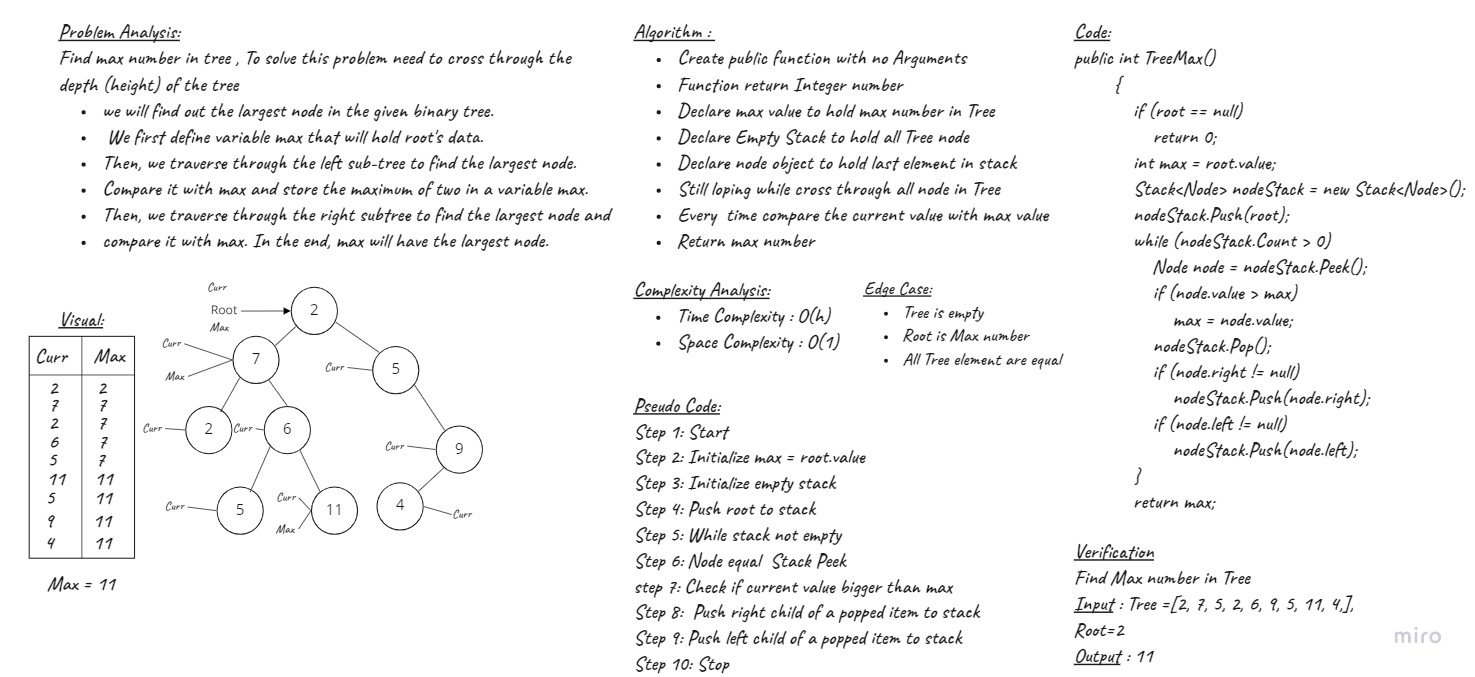 Problem Analysis:
Find max number in tree , To solve this problem need to cross through the
depth (height) of the tree
• we will find out the largest node in the given binary tree.
• We first define variable max that will hold root's data.
• Then, we traverse through the left sub-tree to find the largest node.
• Compare it with max and store the maximum of two in a variable max.
• Then, we traverse through the right subtree to find the largest node and
• compare it with max. In the end, max will have the largest node.
Visual:
Curr Max
2 2
7 7
2 7
6 7
5 7
11 11
5 11
9 11
4 11
Max = 11
Curr
Root
Max
2
Curr
Max
7
Curr
5
Curr
2
Curr
6
Curr
9
Curr
5
Curr
Max
11
4
Curr
Algorithm :
• Create public function with no Arguments
• Function return Integer number
• Declare max value to hold max number in Tree
• Declare Empty Stack to hold all Tree node
• Declare node object to hold last element in stack
• Still loping while cross through all node in Tree
• Every time compare the current value with max value
• Return max number
Complexity Analysis:
• Time Complexity : O(h)
• Space Complexity : O(1)
Edge Case:
• Tree is empty
• Root is Max number
• All Tree element are equal
Pseudo Code:
Step 1: Start
Step 2: Initialize max = root.value
Step 3: Initialize empty stack
Step 4: Push root to stack
Step 5: While stack not empty
Step 6: Node equal Stack Peek
step 7: Check if current value bigger than max
Step 8: Push right child of a popped item to stack
Step 9: Push left child of a popped item to stack
Step 10: Stop
Code:
public int TreeMax()
{
if (root == null)
return 0;
int max = root.value;
Stack<Node> nodeStack = new Stack<Node>();
nodeStack.Push(root);
while (nodeStack.Count > 0)
Node node = nodeStack.Peek();
if (node.value > max)
max = node.value;
nodeStack.Pop();
if (node.right != null)
nodeStack.Push(node.right);
if (node.left != null)
nodeStack.Push(node.left);
}
return max;
Verification
Find Max number in Tree
Input : Tree =[2, 7, 5, 2, 6, 9, 5, 11, 4,],
Root=2
Output : 11
miro